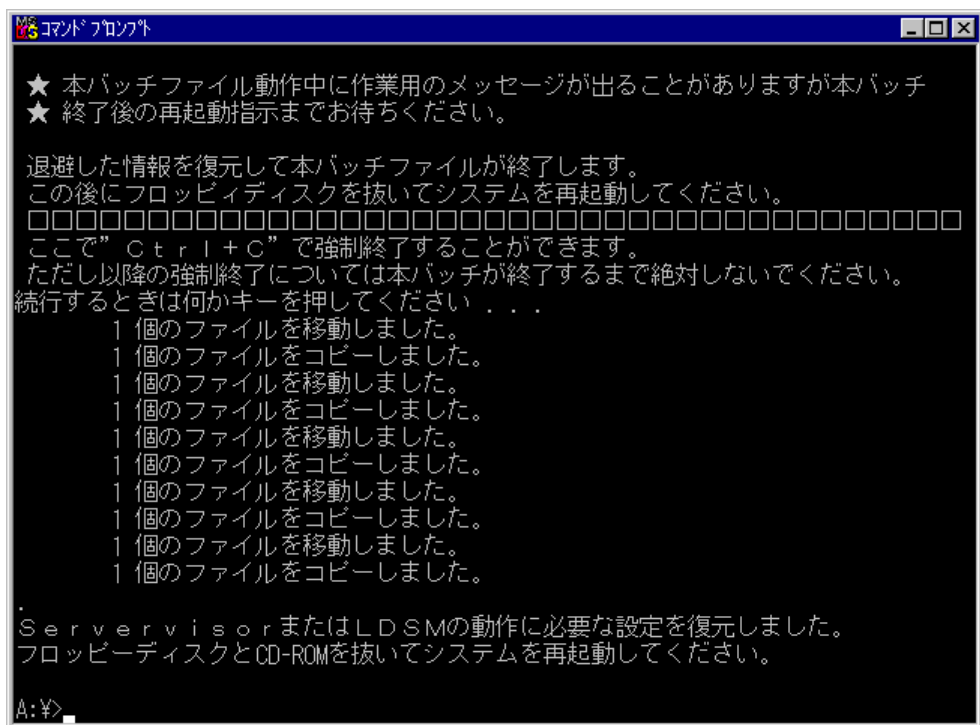 コマンド プロンプト
★ 本バッチファイル動作中に作業用のメッセージが出ることがありますが本バッチ
★ 終了後の再起動指示までお待ちください。
退避した情報を復元して本バッチファイルが終了します。
この後にフロッピィディスクを抜いてシステムを再起動してください。
□□□□□□□□□□□□□□□□□□□□□□□□□□□□□□□□□□□□□□□
ここで”Ｃｔｒｌ＋Ｃ”で強制終了することができます。
ただし以降の強制終了については本バッチが終了するまで絶対しないでください。
続行するときは何かキーを押してください . . .
1 個のファイルを移動しました。
1 個のファイルをコピーしました。
1 個のファイルを移動しました。
1 個のファイルをコピーしました。
1 個のファイルを移動しました。
1 個のファイルをコピーしました。
1 個のファイルを移動しました。
1 個のファイルをコピーしました。
1 個のファイルを移動しました。
1 個のファイルをコピーしました。
.
ＳｅｒｖｅｒｖｉｓｏｒまたはＬＤＳＭの動作に必要な設定を復元しました。
フロッピーディスクとCD-ROMを抜いてシステムを再起動してください。
A:¥>